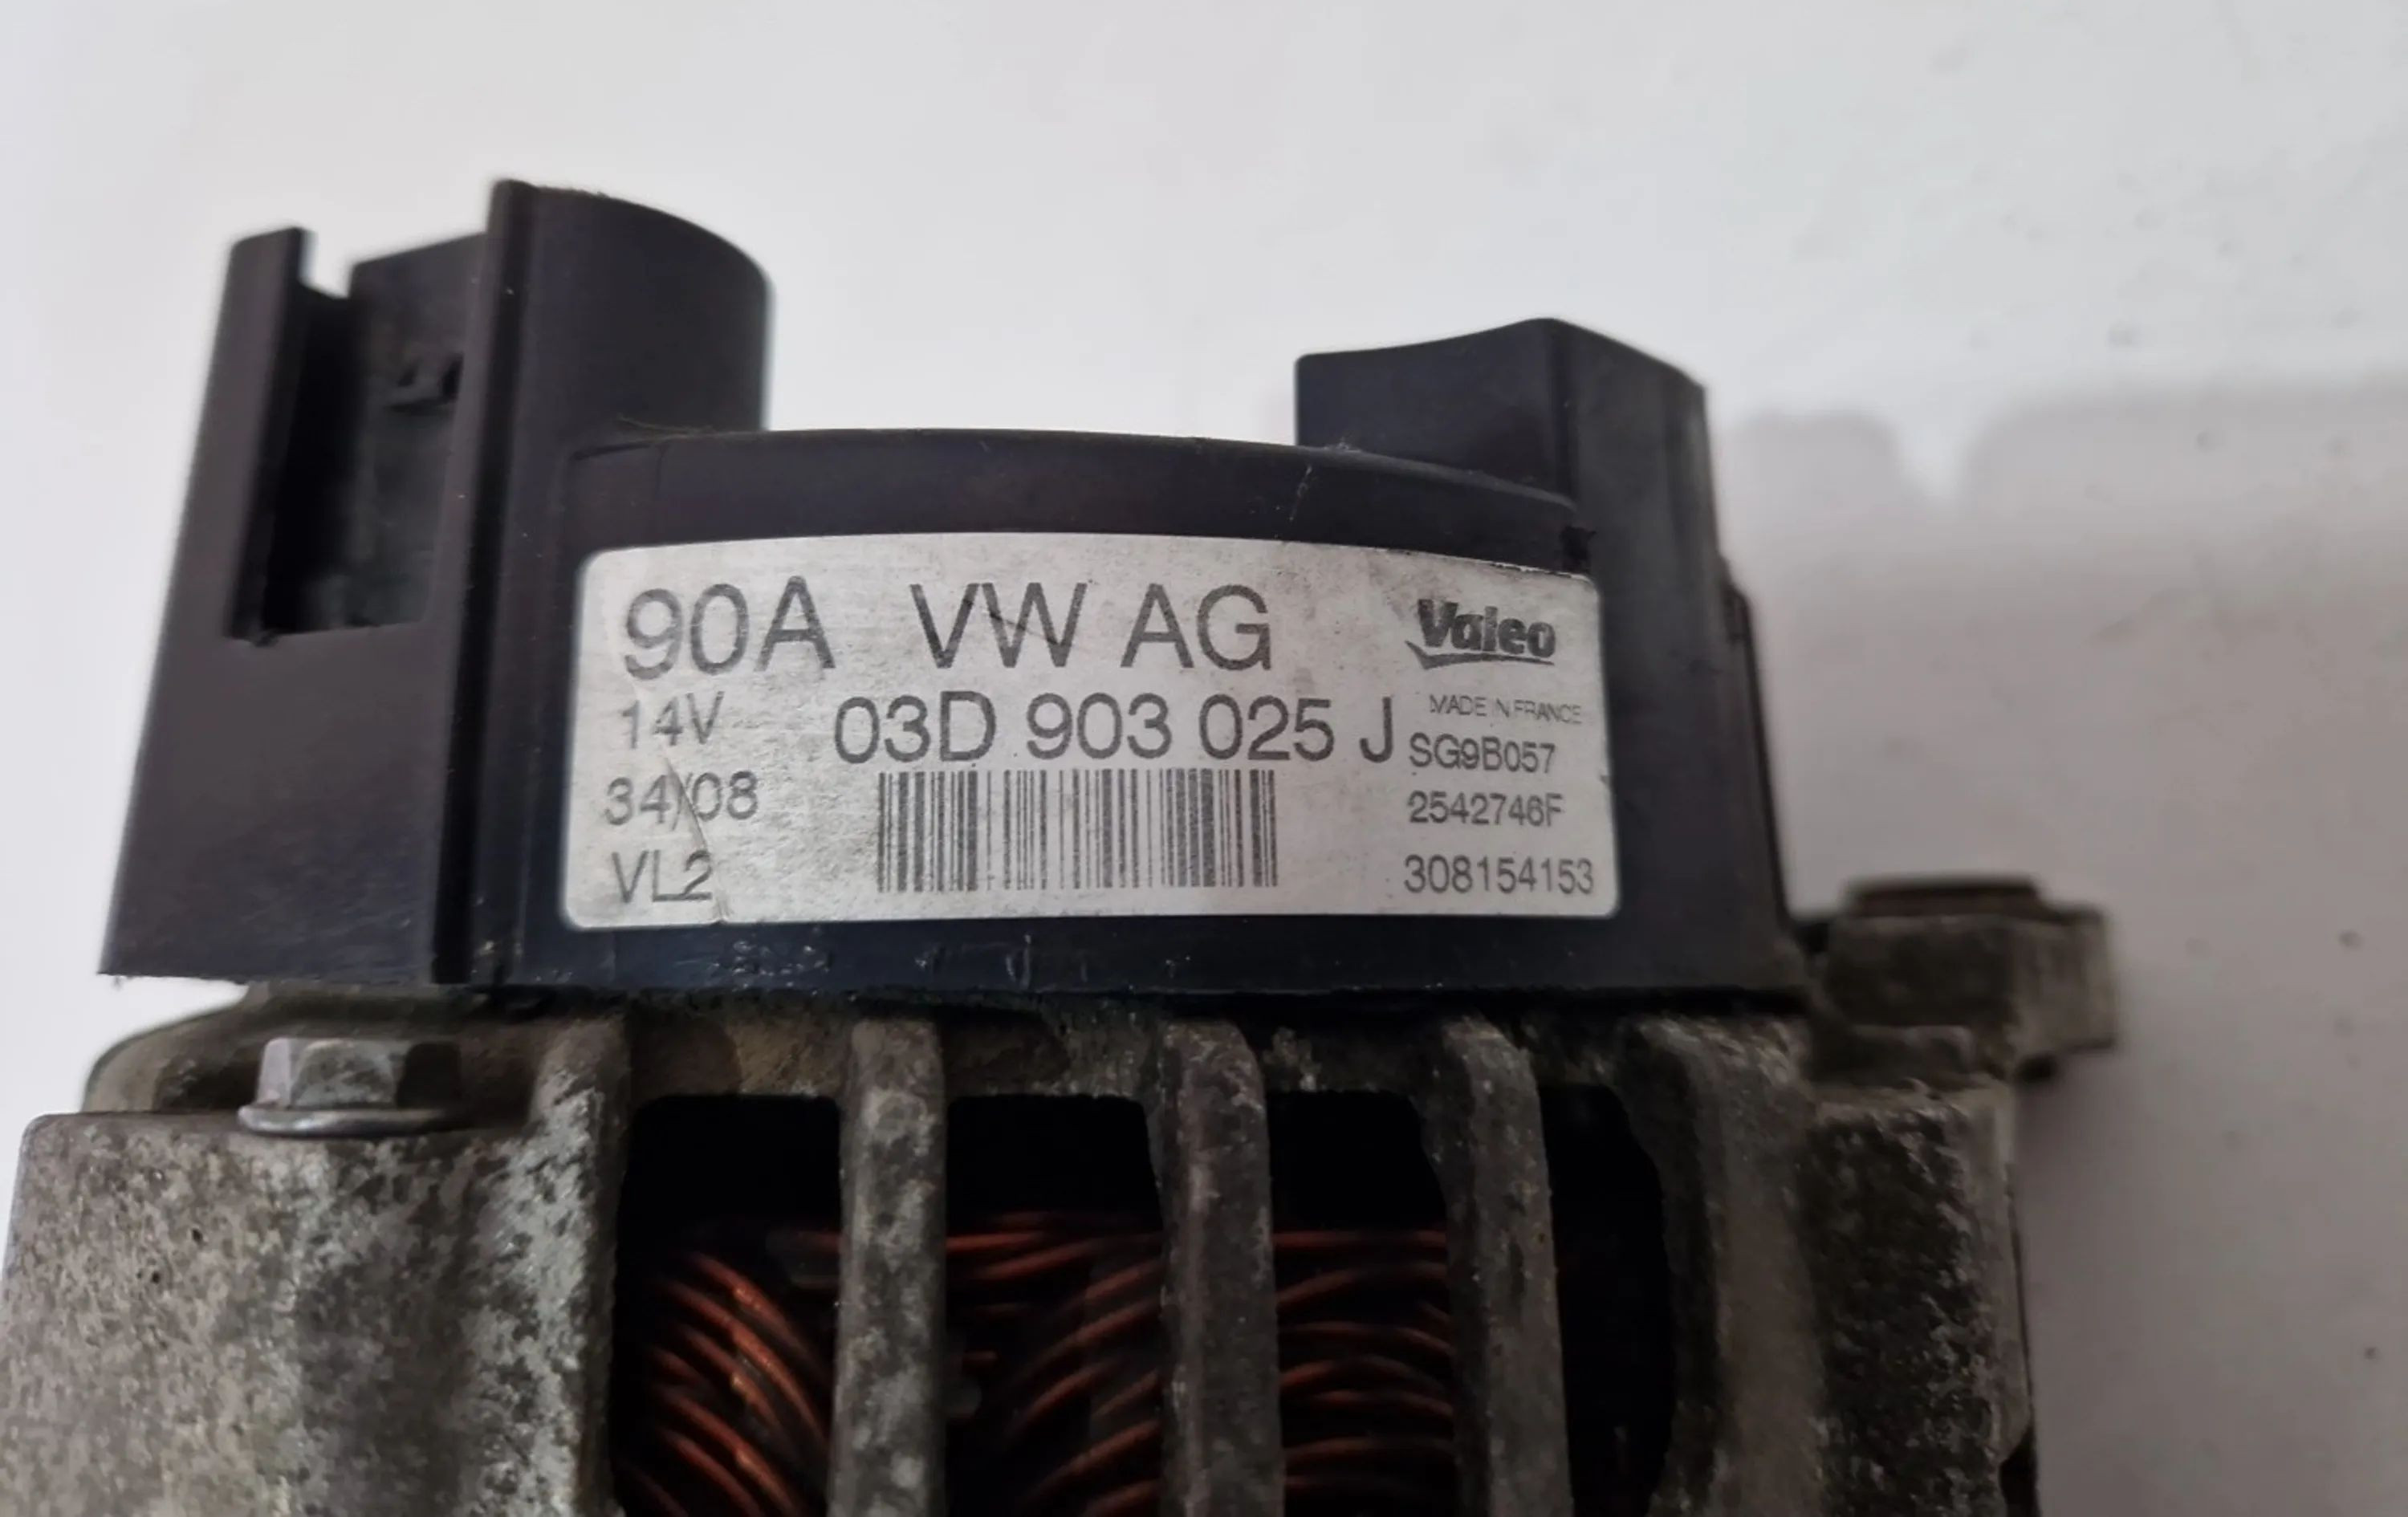 90A VW AG Valeo
MADE IN FRANCE
14V 03D 903 025 J SG9B057
34/08 2542746F
VL2 308154153